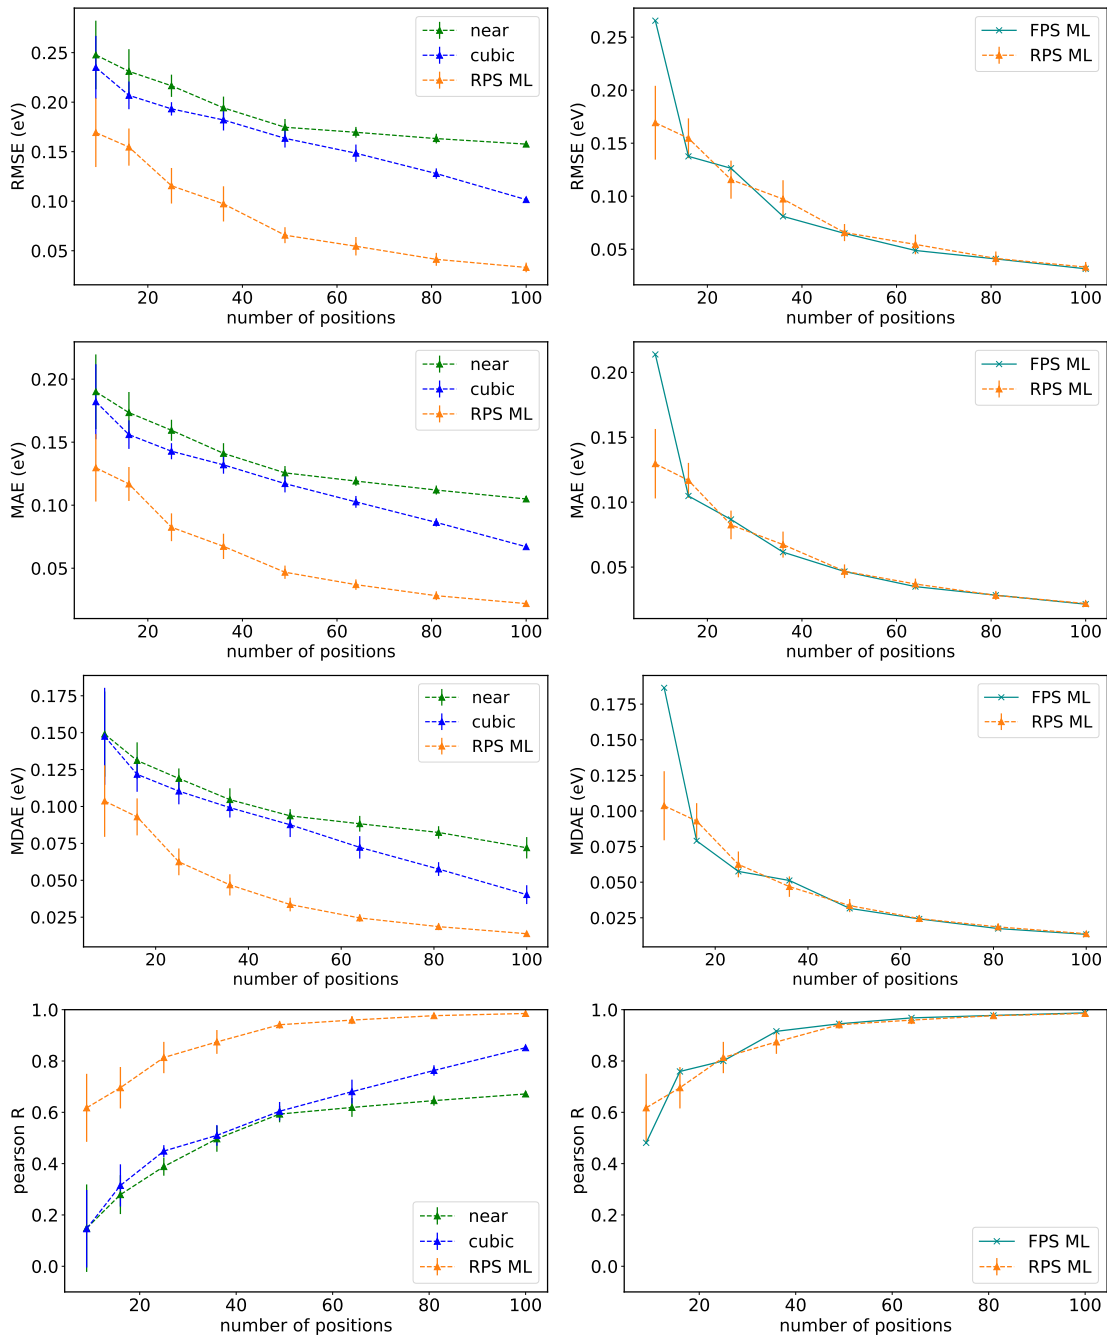 RMSE (eV)
0.25
0.20
0.15
0.10
0.05
near
cubic
RPS ML
20 40 60 80 100
number of positions
RMSE (eV)
0.25
0.20
0.15
0.10
0.05
FPS ML
RPS ML
20 40 60 80 100
number of positions
MAE (eV)
0.20
0.15
0.10
0.05
near
cubic
RPS ML
20 40 60 80 100
number of positions
MAE (eV)
0.20
0.15
0.10
0.05
FPS ML
RPS ML
20 40 60 80 100
number of positions
MDAE (eV)
0.175
0.150
0.125
0.100
0.075
0.050
0.025
near
cubic
RPS ML
20 40 60 80 100
number of positions
MDAE (eV)
0.175
0.150
0.125
0.100
0.075
0.050
0.025
FPS ML
RPS ML
20 40 60 80 100
number of positions
pearson R
1.0
0.8
0.6
0.4
0.2
0.0
near
cubic
RPS ML
20 40 60 80 100
number of positions
pearson R
1.0
0.8
0.6
0.4
0.2
0.0
FPS ML
RPS ML
20 40 60 80 100
number of positions